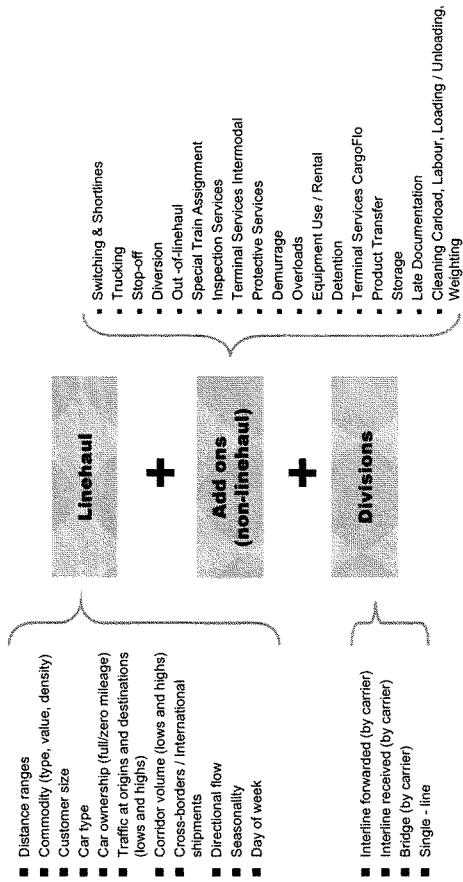 ■ Distance ranges
■ Commodity (type, value, density)
■ Customer size
■ Car type
■ Car ownership (full/zero mileage)
■ Traffic at origins and destinations
(lows and highs)
■ Corridor volume (lows and highs)
■ Cross-borders / International
shipments
■ Directional flow
■ Seasonality
■ Day of week
■ Interline forwarded (by carrier)
■ Interline received (by carrier)
■ Bridge (by carrier)
■ Single - line
Linehaul
+
Add ons
(non-linehaul)
+
Divisions
▪ Switching & Shortlines
▪ Trucking
▪ Stop-off
▪ Diversion
▪ Out -of-linehaul
▪ Special Train Assignment
▪ Inspection Services
▪ Terminal Services Intermodal
▪ Protective Services
▪ Demurrage
▪ Overloads
▪ Equipment Use / Rental
▪ Detention
▪ Terminal Services CargoFlo
▪ Product Transfer
▪ Storage
▪ Late Documentation
▪ Cleaning Carload, Labour, Loading / Unloading,
Weighting